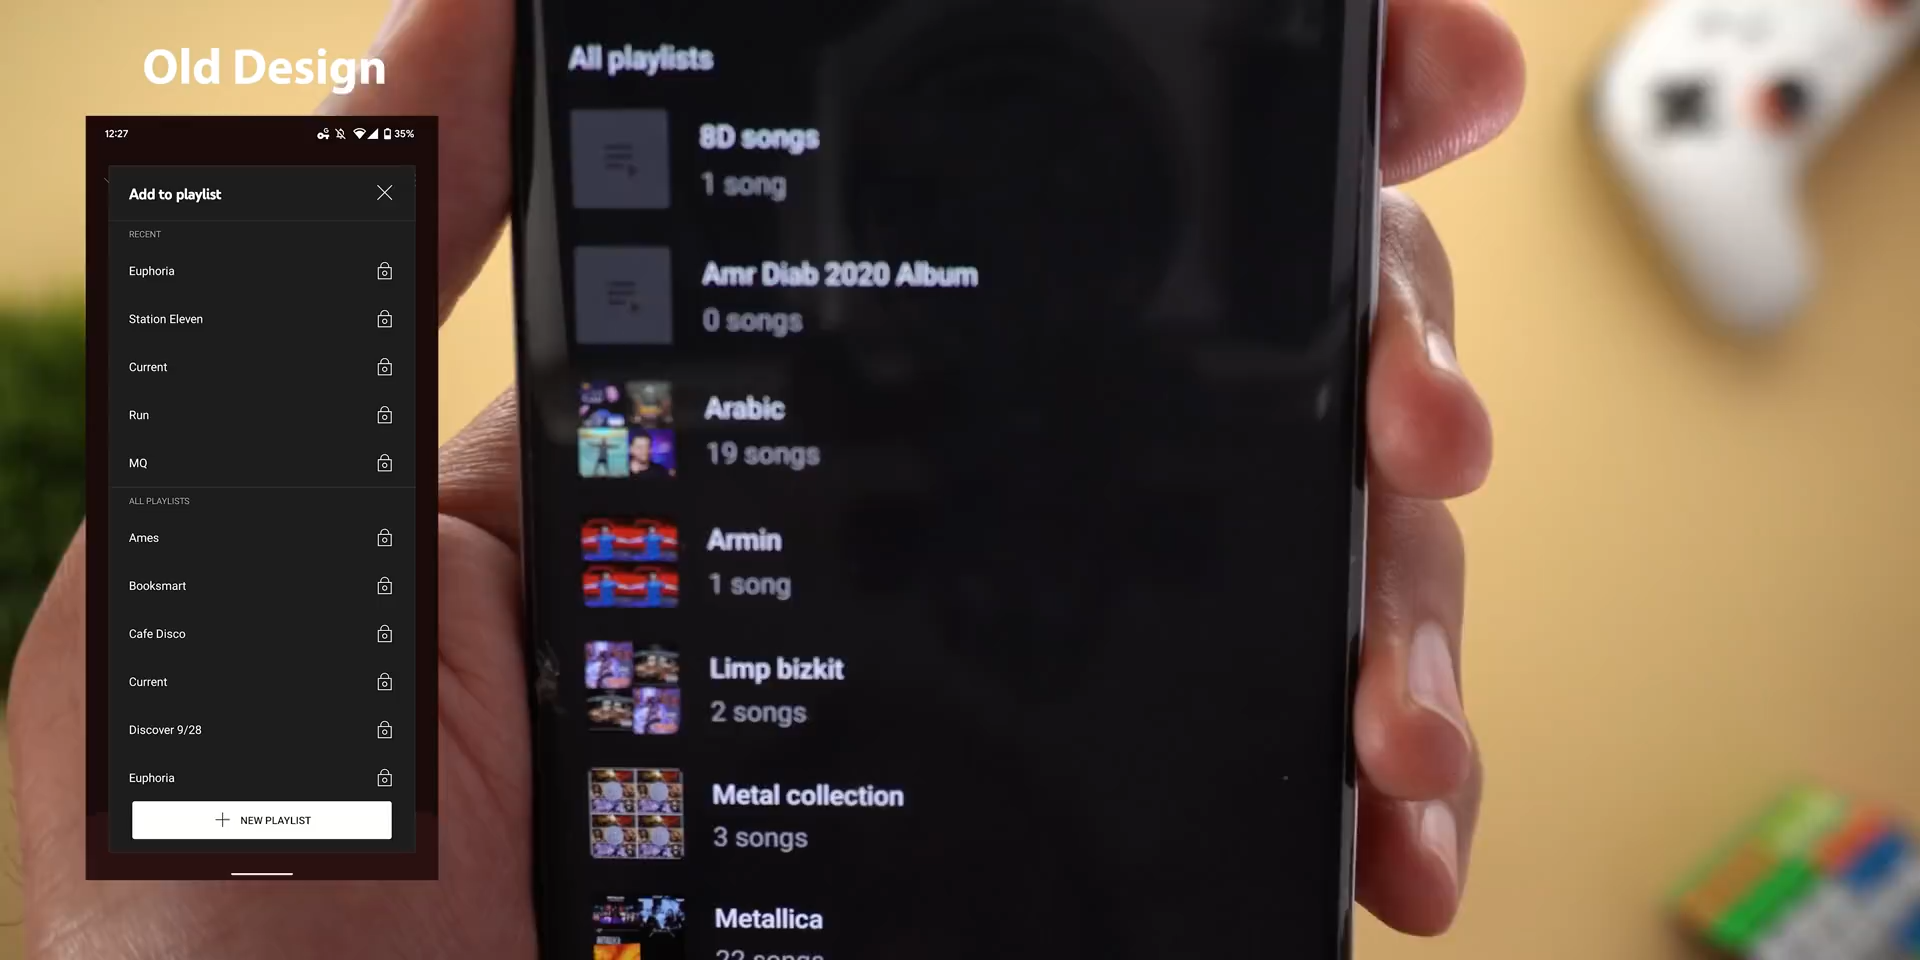 Old Design
12:27
35%
Add to playlist
RECENT
Euphoria
Station Eleven
Current
Run
MQ
ALL PLAYLISTS
Ames
Booksmart
Cafe Disco
Current
Discover 9/28
Euphoria
NEW PLAYLIST
All playlists
8D songs
1 song
Amr Diab 2020 Album
0 songs
Arabic
19 songs
Armin
1 song
Limp bizkit
2 songs
Metal collection
3 songs
Metallica
22 songs